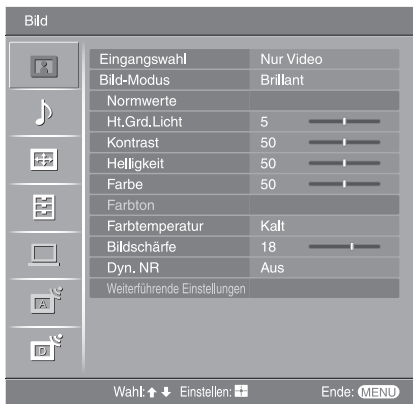 Bild
Eingangswahl Nur Video
Bild-Modus Brillant
Normwerte
Ht.Grd.Licht 5
Kontrast 50
Helligkeit 50
Farbe 50
Farbton
Farbtemperatur Kalt
Bildschärfe 18
Dyn. NR Aus
Weiterführende Einstellungen
A
D
Wahl: Einstellen: Ende: MENU